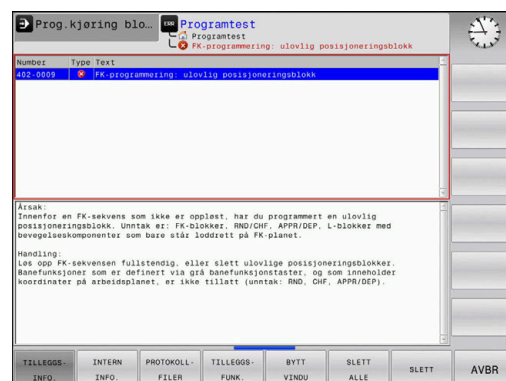 Prog.kjøring blo…
Programtest
Programtest
FK-programmering: ulovlig posisjoneringsblokk
Number Type Text
402-0009 FK-programmering: ulovlig posisjoneringsblokk
Årsak:
Innenfor en FK-sekvens som ikke er oppløst, har du programmert en ulovlig
posisjoneringsblokk. Unntak er: FK-blokker, RND/CHF, APPR/DEP, L-blokker med
bevegelseskomponenter som bare står loddrett på FK-planet.
Handling:
Løs opp FK-sekvensen fullstendig, eller slett ulovlige posisjoneringsblokker.
Banefunksjoner som er definert via grå banefunksjonstaster, og som inneholder
koordinater på arbeidsplanet, er ikke tillatt (unntak: RND, CHF, APPR/DEP).
TILLEGGS-
INFO.
INTERN
INFO.
PROTOKOLL-
FILER
TILLEGGS-
FUNK.
BYTT
VINDU
SLETT
ALLE
SLETT
AVBR